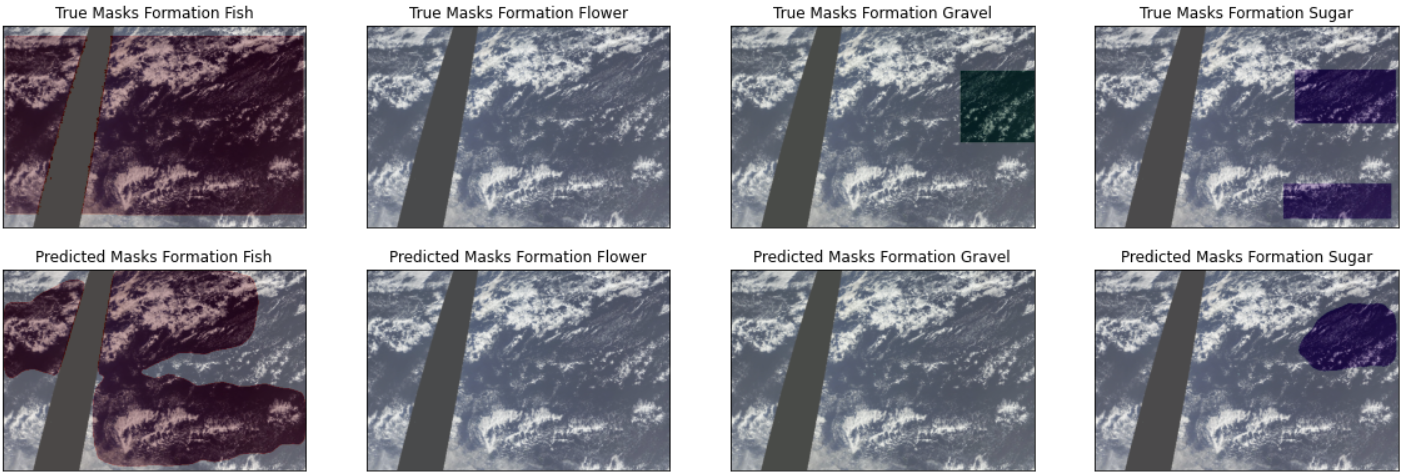 True Masks Formation Fish
True Masks Formation Flower
True Masks Formation Gravel
True Masks Formation Sugar
Predicted Masks Formation Fish
Predicted Masks Formation Flower
Predicted Masks Formation Gravel
Predicted Masks Formation Sugar